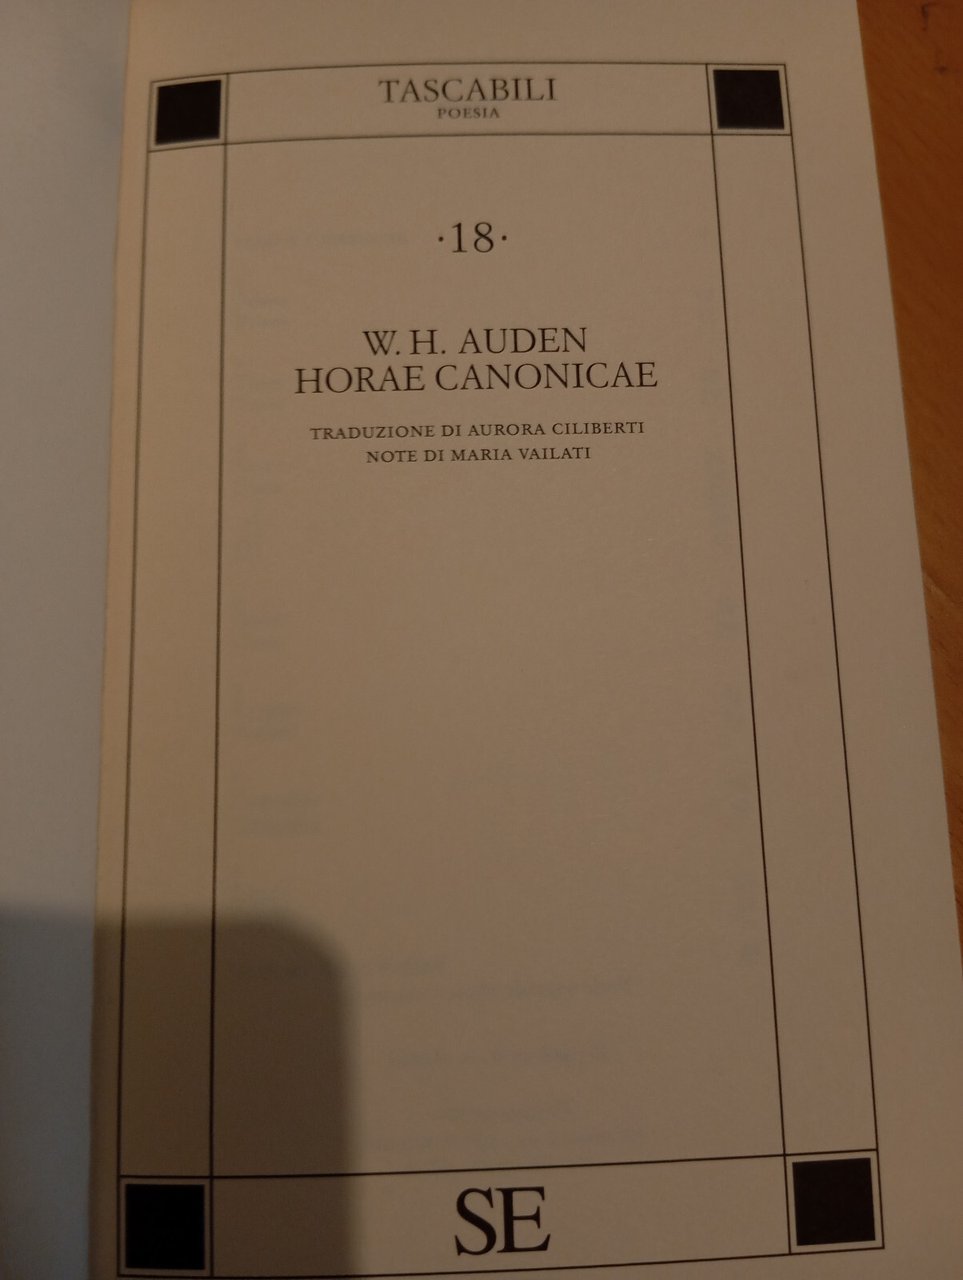 TASCABILI
POESIA
·18·
W. H. AUDEN
HORAE CANONICAE
TRADUZIONE DI AURORA CILIBERTI
NOTE DI MARIA VAILATI
SE